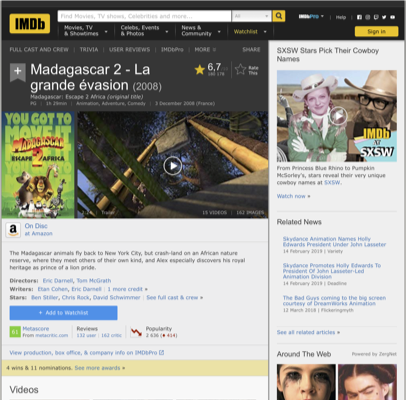 IMDb
Find Movies, TV shows, Celebrities and more...
All
IMDbPro
Help
Movies, TV & Showtimes
Celebs, Events & Photos
News & Community
Watchlist
Sign in
FULL CAST AND CREW | TRIVIA | USER REVIEWS | IMDbPro | MORE
SHARE
Madagascar 2 - La grande évasion (2008)
Madagascar: Escape 2 Africa (original title)
PG | 1h 29min | Animation, Adventure, Comedy | 3 December 2008 (France)
6,7
Rate This
YOU GOT TO MOVE IT
MADAGASCAR
ESCAPE 2 AFRICA
Trailer
15 VIDEOS | 162 IMAGES
On Disc
at Amazon
The Madagascar animals fly back to New York City, but crash-land on an African nature
reserve, where they meet others of their own kind, and Alex especially discovers his royal
heritage as prince of a lion pride.
Directors: Eric Darnell, Tom McGrath
Writers: Etan Cohen, Eric Darnell | 1 more credit »
Stars: Ben Stiller, Chris Rock, David Schwimmer | See full cast & crew »
+ Add to Watchlist
61
Metascore
From metacritic.com
Reviews
132 user | 162 critic
Popularity
2 636 ( 414)
View production, box office, & company info on IMDbPro
4 wins & 11 nominations. See more awards »
Videos
SXSW Stars Pick Their Cowboy
Names
IMDb
AT
SXSW
From Princess Blue Rhino to Pumpkin
McSorley's, stars reveal their very unique
cowboy names at SXSW.
Watch now »
Related News
Skydance Animation Names Holly
Edwards President Under John Lasseter
14 February 2019 | Variety
Skydance Promotes Holly Edwards To
President Of John Lasseter-Led
Animation Division
14 February 2019 | Deadline
The Bad Guys coming to the big screen
courtesy of DreamWorks Animation
12 March 2018 | Flickeringmyth
See all related articles »
Around The Web
Powered by ZergNet